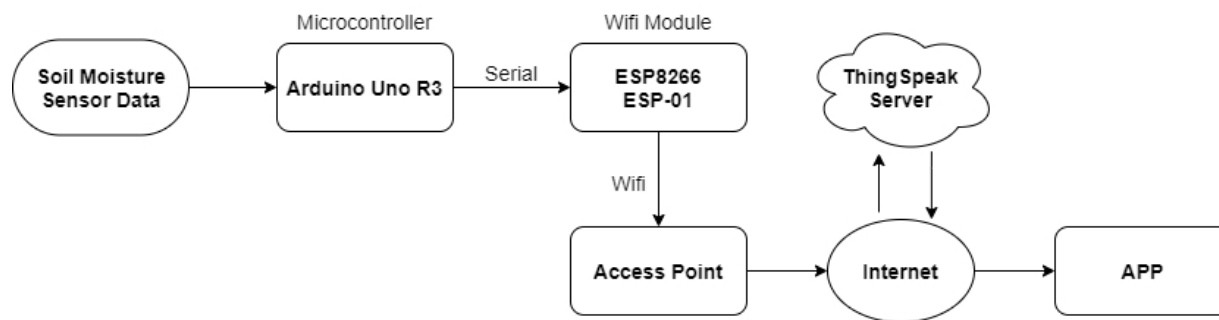 Microcontroller
Wifi Module
Soil Moisture
Sensor Data
Arduino Uno R3
Serial
ESP8266
ESP-01
ThingSpeak
Server
Wifi
Access Point
Internet
APP